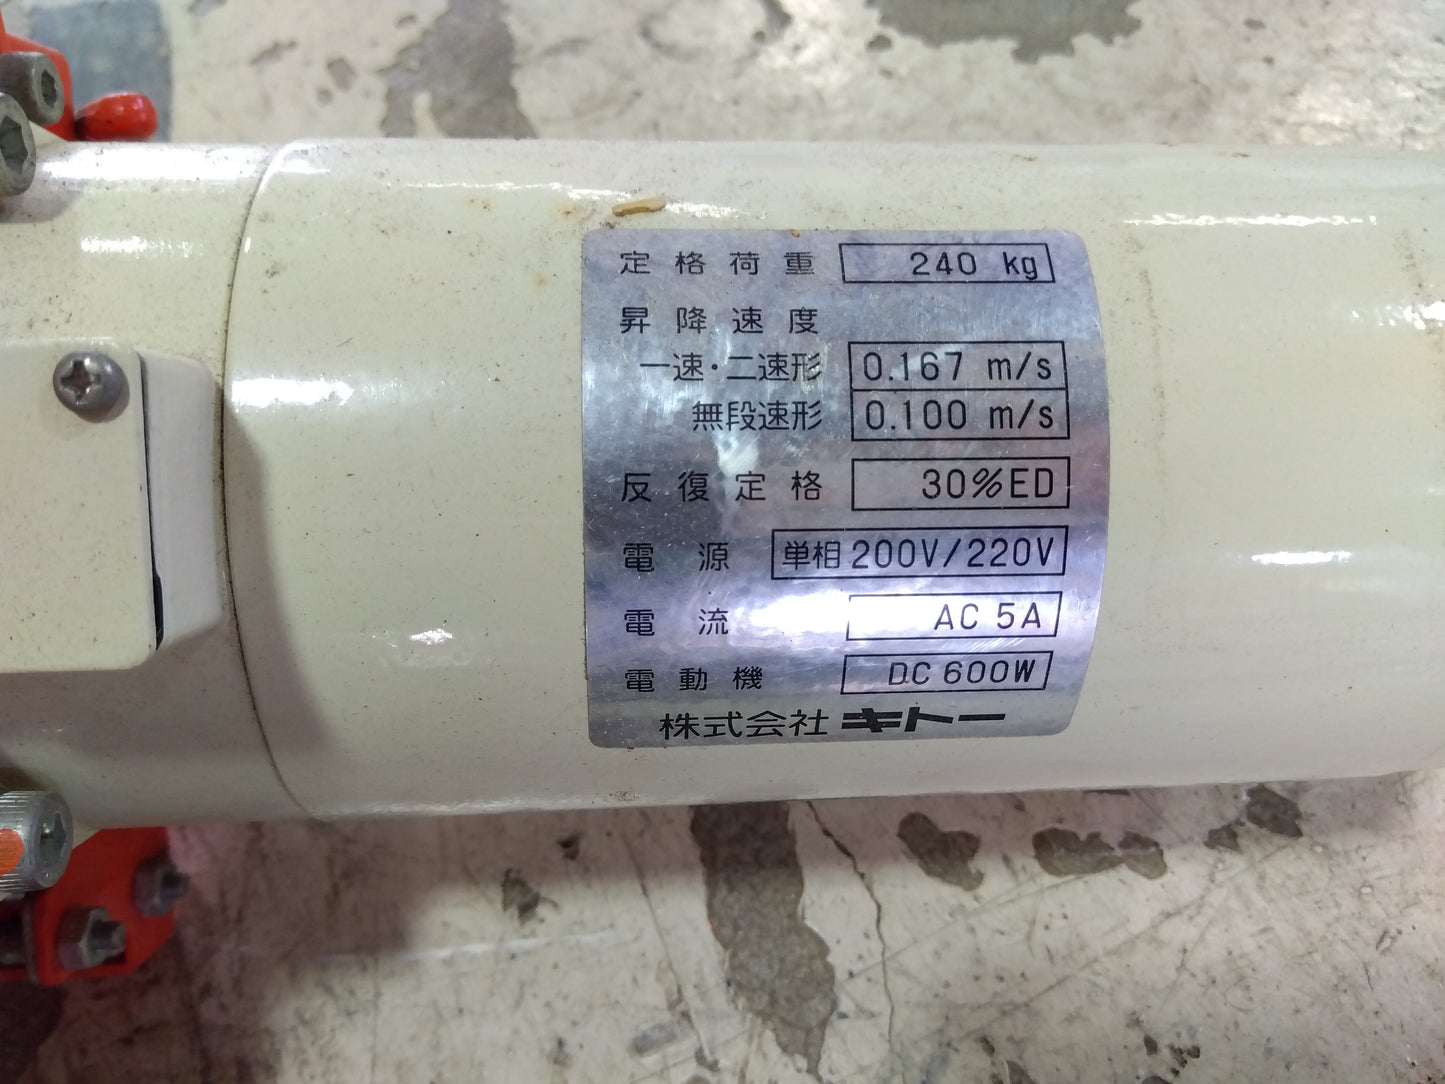 定格荷重 240 kg
昇降速度
一速・二速形 0.167 m/s
無段速形 0.100 m/s
反復定格 30%ED
電源 単相200V/220V
電流 AC 5A
電動機 DC 600W
株式会社キトー